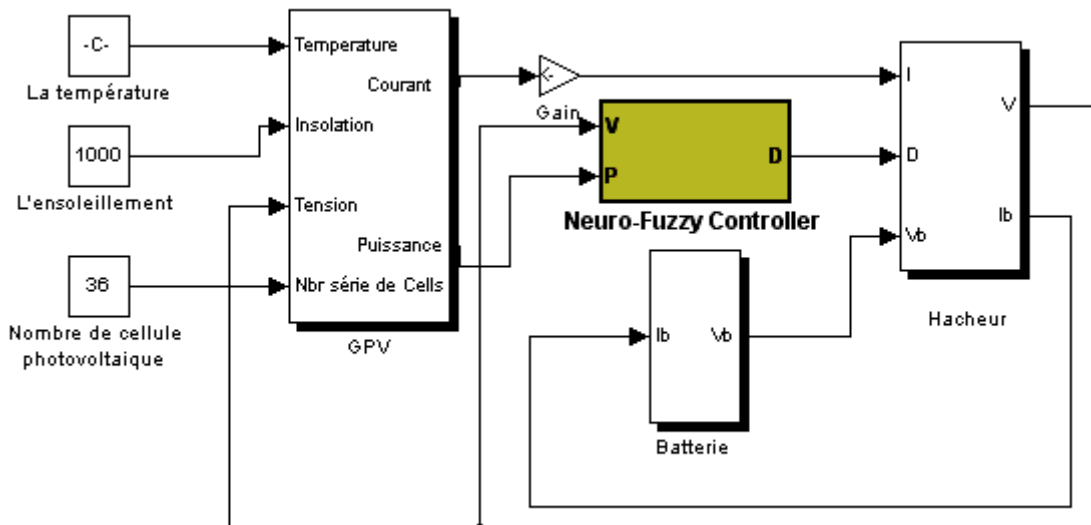 -C-
La température
1000
L'ensoleillement
36
Nombre de cellule
photovoltaique
Temperature
Courant
Insolation
Tension
Puissance
Nbr série de Cells
GPV
Gain
V
D
P
Neuro-Fuzzy Controller
Ib
Vb
Batterie
I
V
D
Ib
Vb
Hacheur